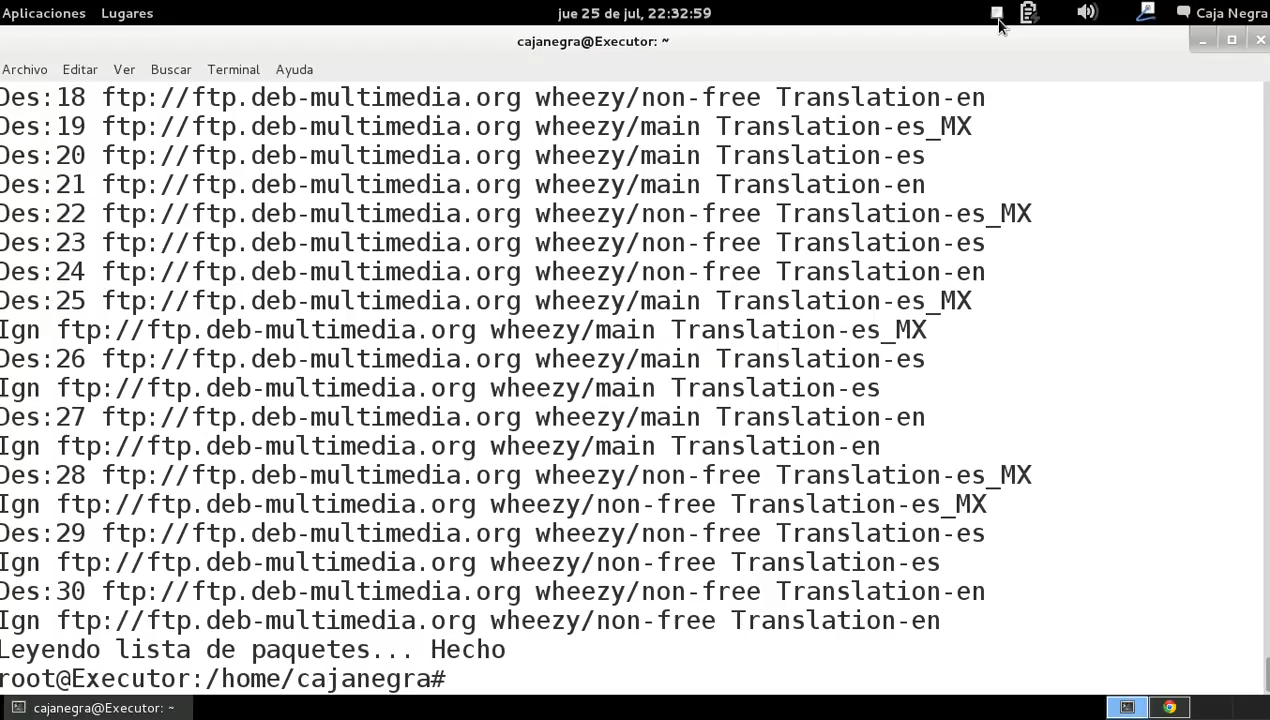 Aplicaciones Lugares jue 25 de jul, 22:32:59 Caja Negra
cajanegra@Executor: ~
Archivo Editar Ver Buscar Terminal Ayuda
Des:18 ftp://ftp.deb-multimedia.org wheezy/non-free Translation-en
Des:19 ftp://ftp.deb-multimedia.org wheezy/main Translation-es_MX
Des:20 ftp://ftp.deb-multimedia.org wheezy/main Translation-es
Des:21 ftp://ftp.deb-multimedia.org wheezy/main Translation-en
Des:22 ftp://ftp.deb-multimedia.org wheezy/non-free Translation-es_MX
Des:23 ftp://ftp.deb-multimedia.org wheezy/non-free Translation-es
Des:24 ftp://ftp.deb-multimedia.org wheezy/non-free Translation-en
Des:25 ftp://ftp.deb-multimedia.org wheezy/main Translation-es_MX
Ign ftp://ftp.deb-multimedia.org wheezy/main Translation-es_MX
Des:26 ftp://ftp.deb-multimedia.org wheezy/main Translation-es
Ign ftp://ftp.deb-multimedia.org wheezy/main Translation-es
Des:27 ftp://ftp.deb-multimedia.org wheezy/main Translation-en
Ign ftp://ftp.deb-multimedia.org wheezy/main Translation-en
Des:28 ftp://ftp.deb-multimedia.org wheezy/non-free Translation-es_MX
Ign ftp://ftp.deb-multimedia.org wheezy/non-free Translation-es_MX
Des:29 ftp://ftp.deb-multimedia.org wheezy/non-free Translation-es
Ign ftp://ftp.deb-multimedia.org wheezy/non-free Translation-es
Des:30 ftp://ftp.deb-multimedia.org wheezy/non-free Translation-en
Ign ftp://ftp.deb-multimedia.org wheezy/non-free Translation-en
Leyendo lista de paquetes... Hecho
root@Executor:/home/cajanegra#
cajanegra@Executor: ~